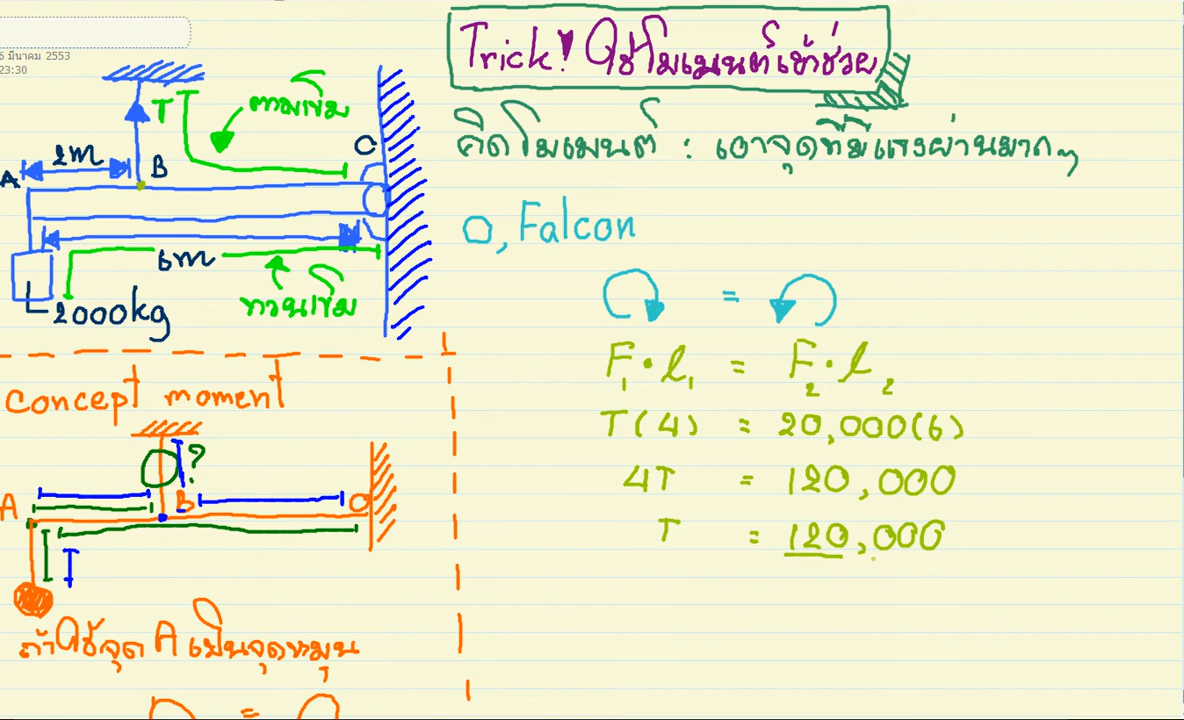 6 มีนาคม 2553
23:30
Trick! ใช้โมเมนต์เข้าช่วย
คิดโมเมนต์ : เอาจุดที่มีแรงผ่านมากๆ
T
ตามเข็ม
C
2m
B
A
6m
ทวนเข็ม
2000kg
O, Falcon
=
F₁ • l₁ = F₂ • l₂
T(4) = 20,000(6)
4T = 120,000
T = 120,000
concept moment
?
A
B
O
ถ้าใช้จุด A เป็นจุดหมุน
=